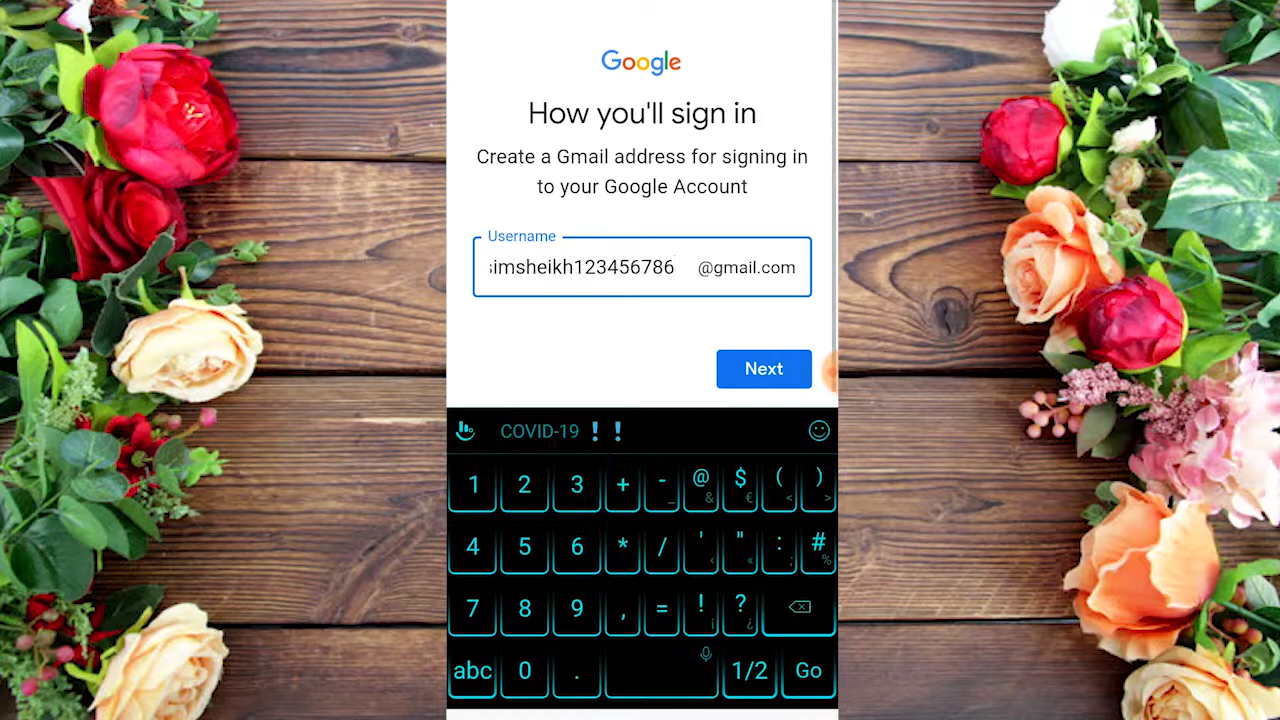 Google
How you'll sign in
Create a Gmail address for signing in
to your Google Account
Username
simsheikh123456786 @gmail.com
Next
COVID-19 ❗ ❗
1 2 3 + - _ @ & $ € ( < ) >
4 5 6 * / ' ‹ " « : ; # %
7 8 9 , = ! ¡ ? ¿
abc 0 . 1/2 Go